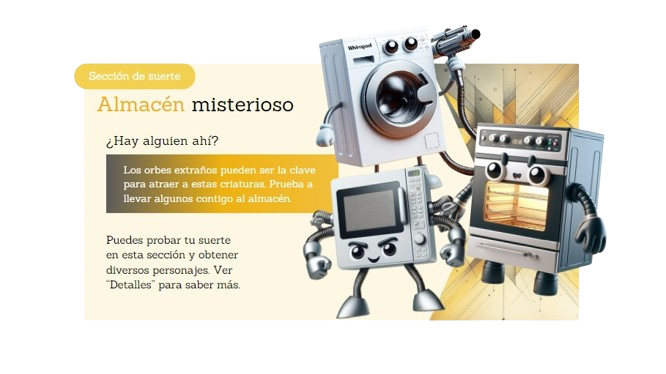 Sección de suerte
Almacén misterioso
¿Hay alguien ahí?
Los orbes extraños pueden ser la clave
para atraer a estas criaturas. Prueba a
llevar algunos contigo al almacén.
Puedes probar tu suerte
en esta sección y obtener
diversos personajes. Ver
"Detalles" para saber más.